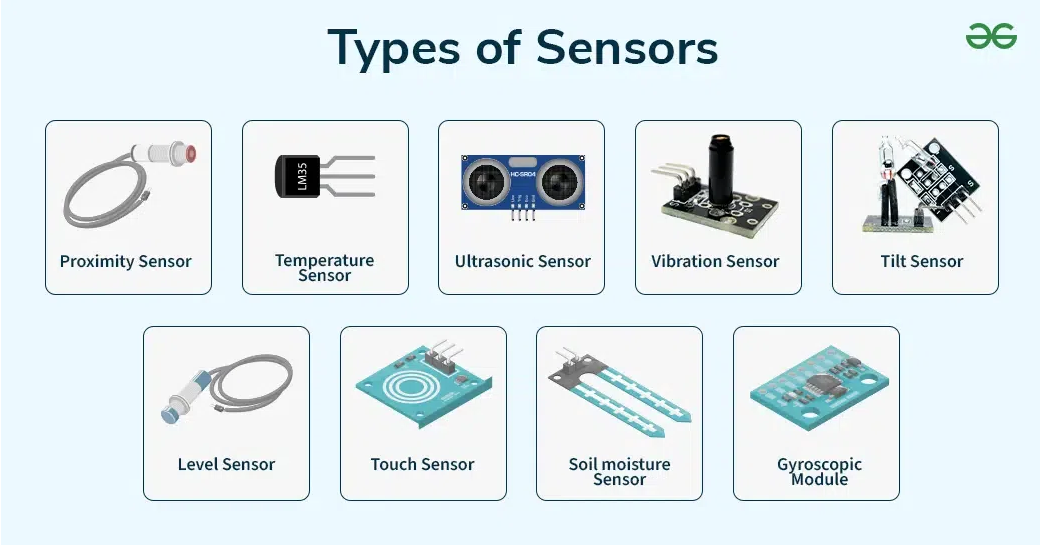 Types of Sensors
LM35
HC-SR04
S
S
S
Proximity Sensor
Temperature
Sensor
Ultrasonic Sensor
Vibration Sensor
Tilt Sensor
Level Sensor
Touch Sensor
Soil moisture
Sensor
Gyroscopic
Module